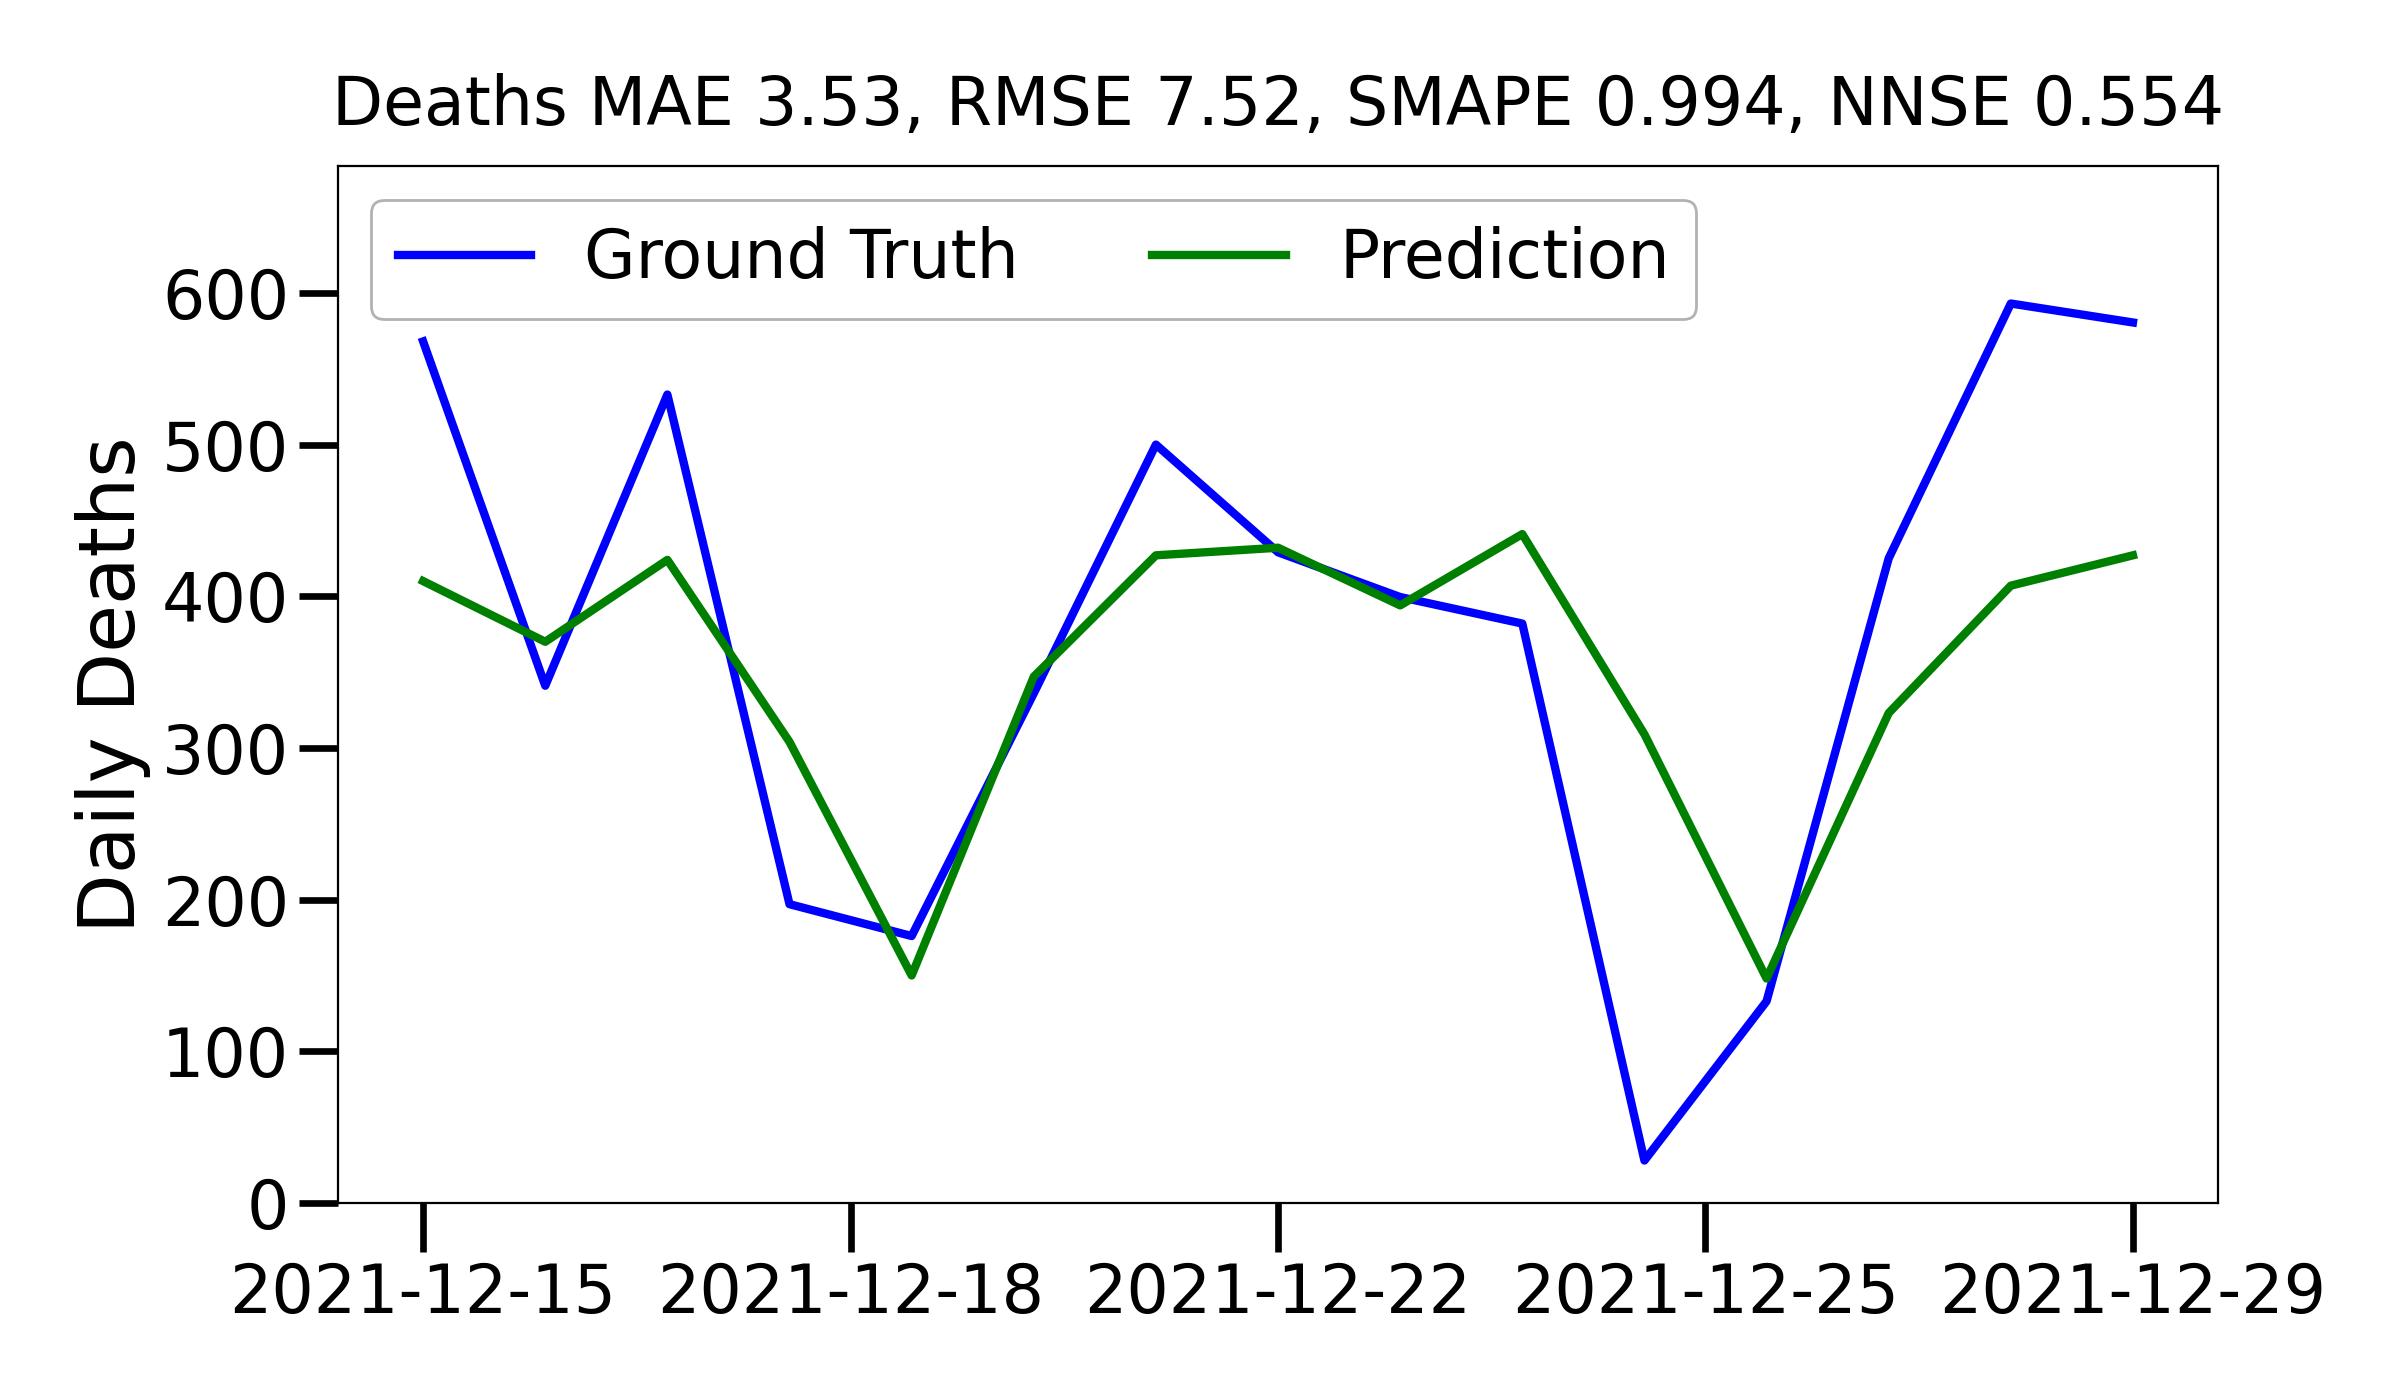 Deaths MAE 3.53, RMSE 7.52, SMAPE 0.994, NNSE 0.554
Ground Truth Prediction
Daily Deaths
600
500
400
300
200
100
0
2021-12-15 2021-12-18 2021-12-22 2021-12-25 2021-12-29